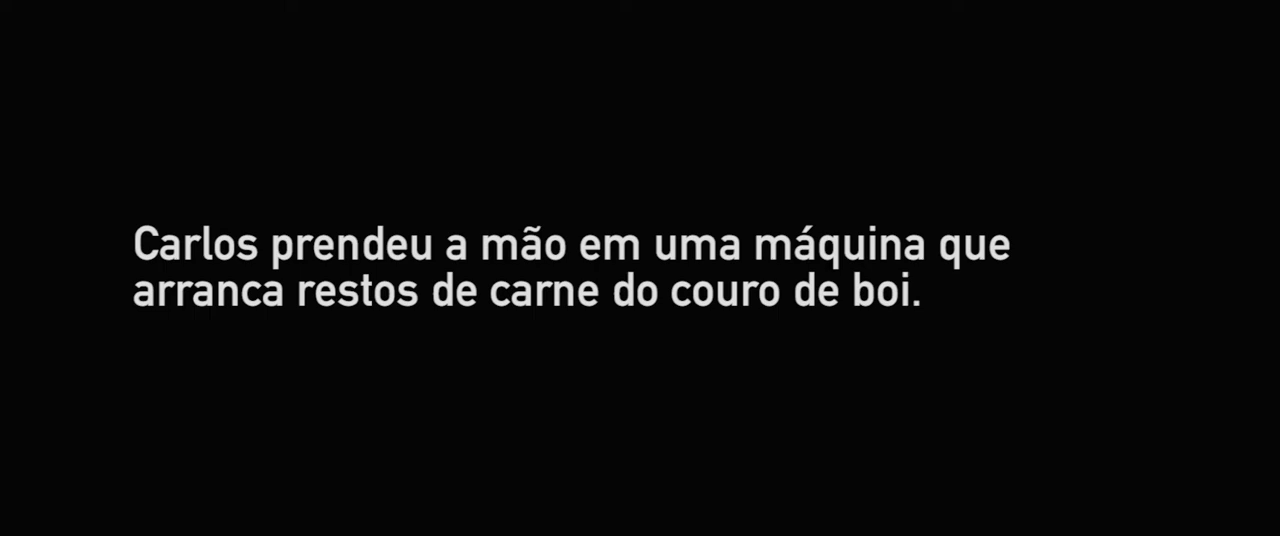 Carlos prendeu a mão em uma máquina que
arranca restos de carne do couro de boi.